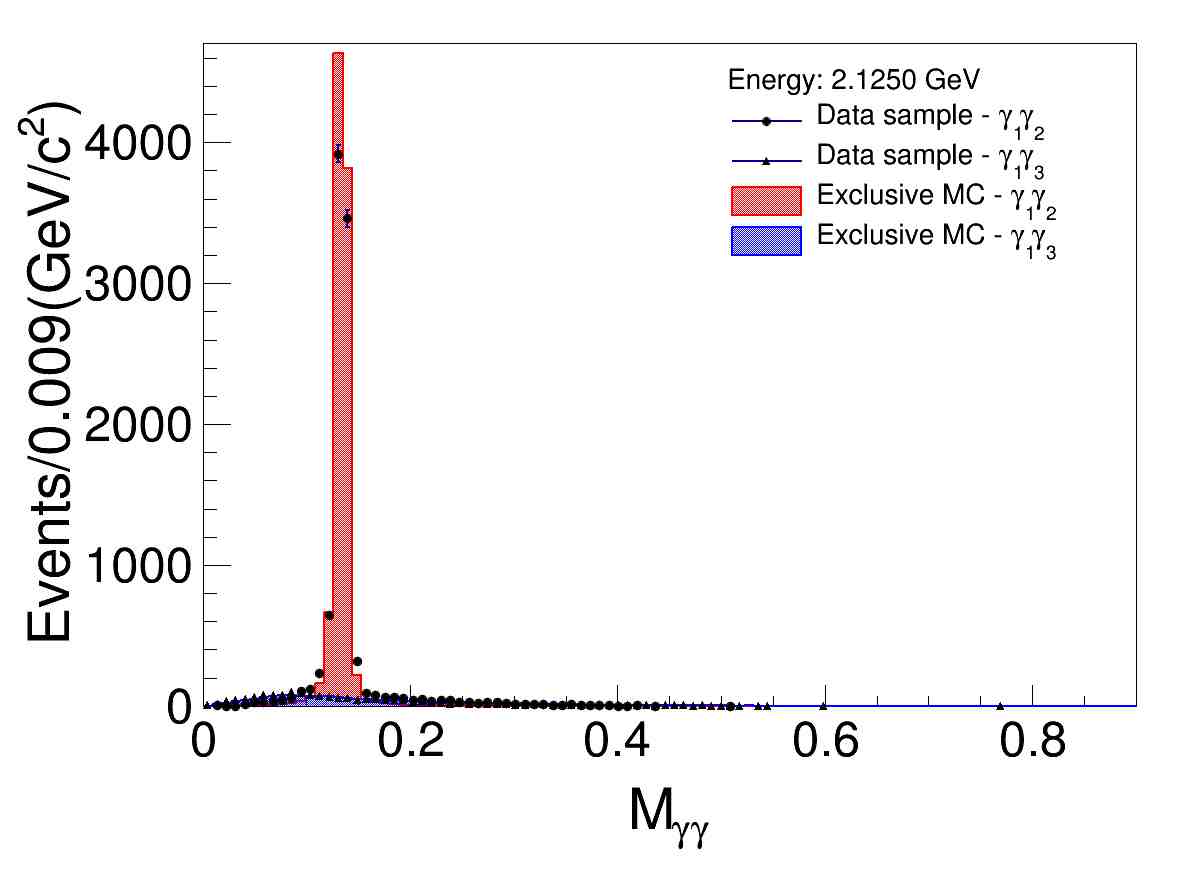 Energy: 2.1250 GeV
Data sample - γ₁γ₂
Data sample - γ₁γ₃
Exclusive MC - γ₁γ₂
Exclusive MC - γ₁γ₃
Events/0.009(GeV/c²)
4000
3000
2000
1000
0
0 0.2 0.4 0.6 0.8
Mγγ